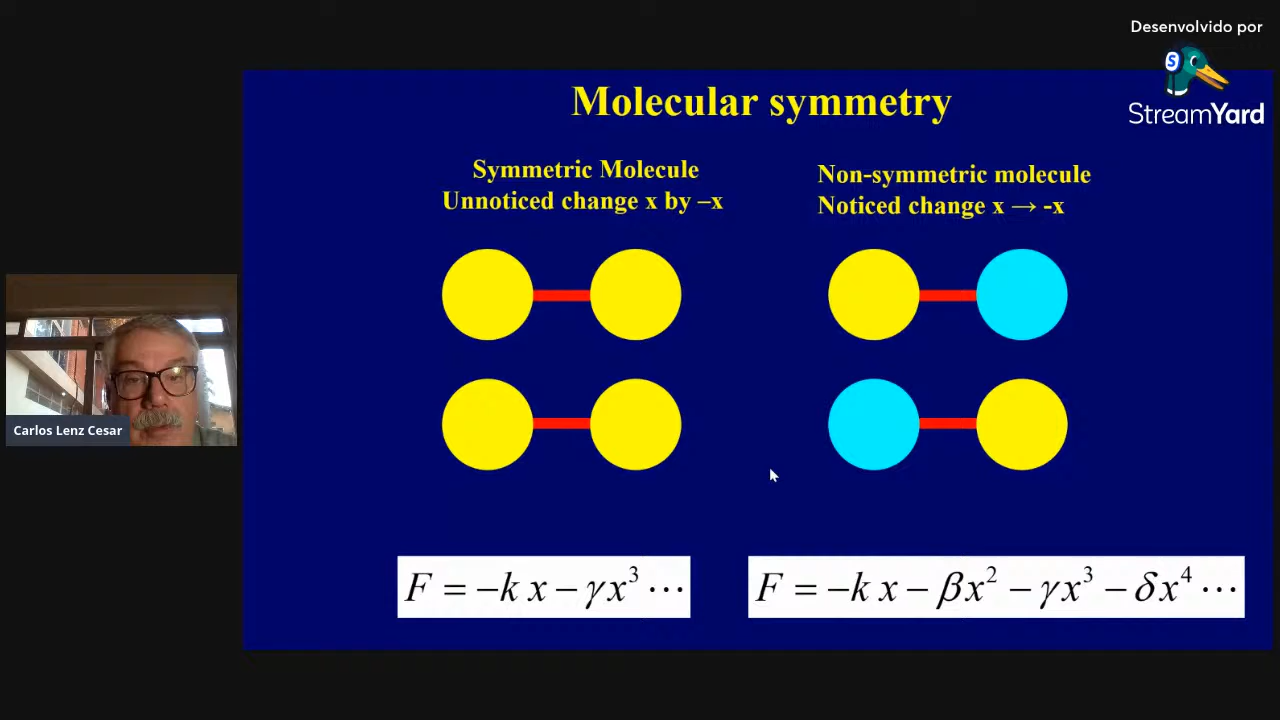 Desenvolvido por
StreamYard
Molecular symmetry
Symmetric Molecule
Unnoticed change x by –x
Non-symmetric molecule
Noticed change x → -x
Carlos Lenz Cesar
F = −k x − γx³ ⋯
F = −k x − βx² − γx³ − δx⁴ ⋯